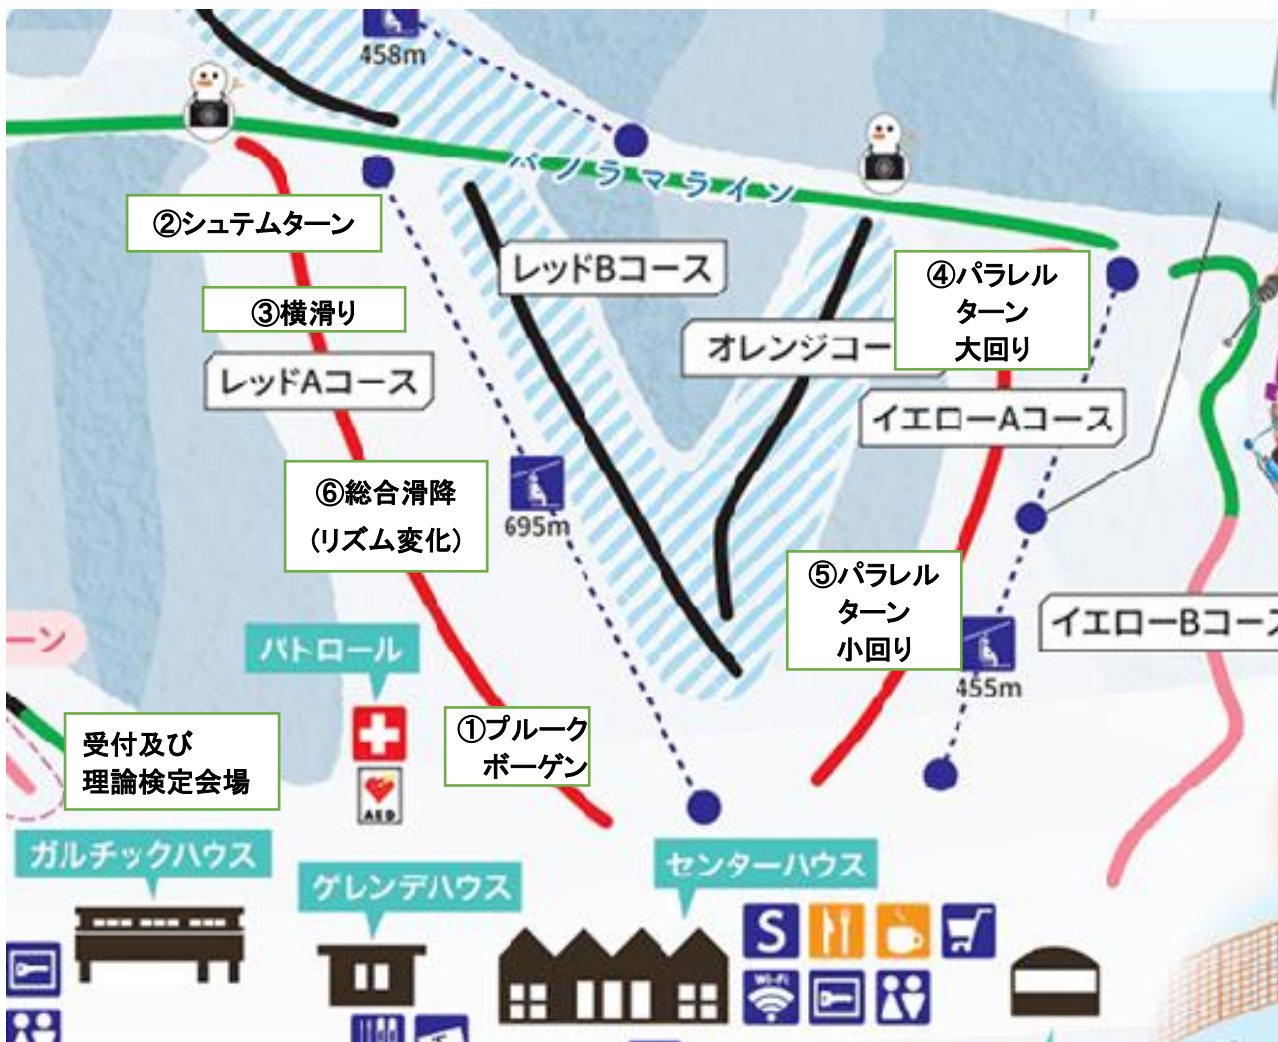 458m
パノラマライン
②シュテムターン
レッドBコース
④パラレル
ターン
大回り
③横滑り
オレンジコー
レッドAコース
イエローAコース
⑥総合滑降
(リズム変化)
695m
⑤パラレル
ターン
小回り
イエローBコース
ーン
パトロール
455m
受付及び
理論検定会場
①プルーク
ボーゲン
AED
ガルチックハウス
ゲレンデハウス
センターハウス
S
Wi-Fi